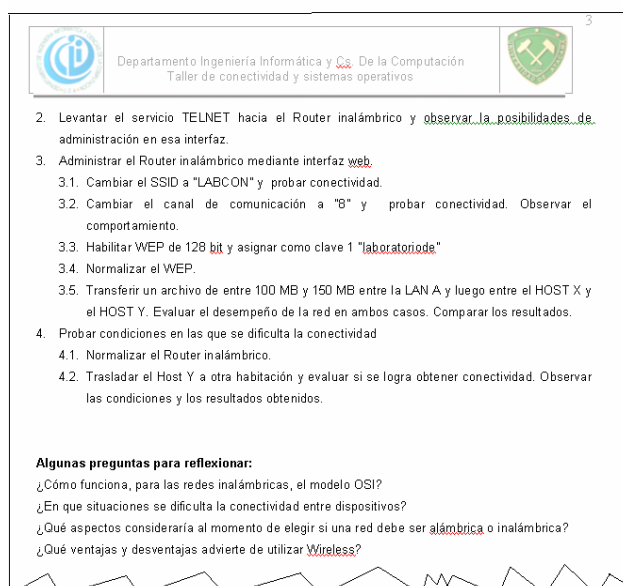 3
Departamento Ingeniería Informática y Cs. De la Computación
Taller de conectividad y sistemas operativos
2. Levantar el servicio TELNET hacia el Router inalámbrico y observar la posibilidades de
administración en esa interfaz.
3. Administrar el Router inalámbrico mediante interfaz web.
3.1. Cambiar el SSID a "LABCON" y probar conectividad.
3.2. Cambiar el canal de comunicación a "8" y probar conectividad. Observar el
comportamiento.
3.3. Habilitar WEP de 128 bit y asignar como clave 1 "laboratoriode"
3.4. Normalizar el WEP.
3.5. Transferir un archivo de entre 100 MB y 150 MB entre la LAN A y luego entre el HOST X y
el HOST Y. Evaluar el desempeño de la red en ambos casos. Comparar los resultados.
4. Probar condiciones en las que se dificulta la conectividad
4.1. Normalizar el Router inalámbrico.
4.2. Trasladar el Host Y a otra habitación y evaluar si se logra obtener conectividad. Observar
las condiciones y los resultados obtenidos.
Algunas preguntas para reflexionar:
¿Cómo funciona, para las redes inalámbricas, el modelo OSI?
¿En que situaciones se dificulta la conectividad entre dispositivos?
¿Qué aspectos consideraría al momento de elegir si una red debe ser alámbrica o inalámbrica?
¿Qué ventajas y desventajas advierte de utilizar Wireless?